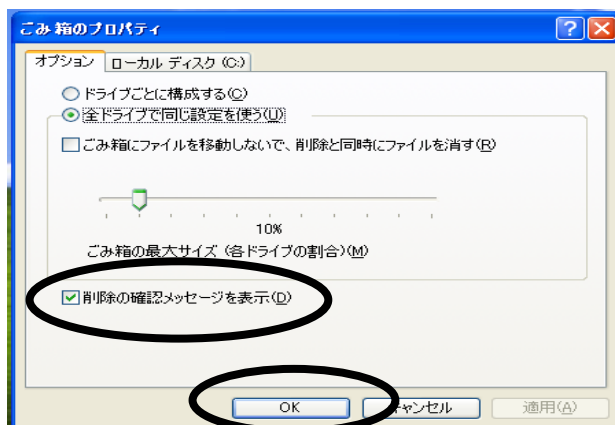 ごみ箱のプロパティ
オプション
ローカル ディスク (C:)
ドライブごとに構成する(C)
全ドライブで同じ設定を使う(U)
ごみ箱にファイルを移動しないで、削除と同時にファイルを消す(R)
10%
ごみ箱の最大サイズ (各ドライブの割合)(M)
削除の確認メッセージを表示(D)
OK
キャンセル
適用(A)